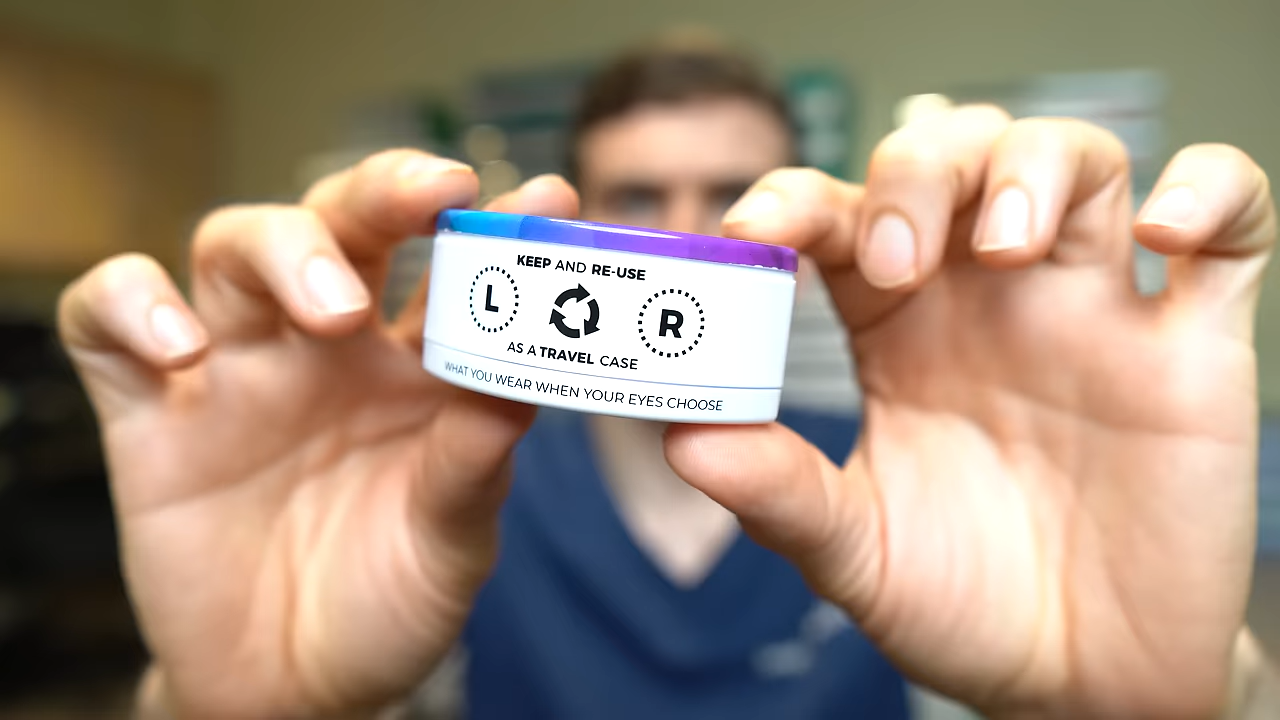 KEEP AND RE-USE
L R
AS A TRAVEL CASE
WHAT YOU WEAR WHEN YOUR EYES CHOOSE